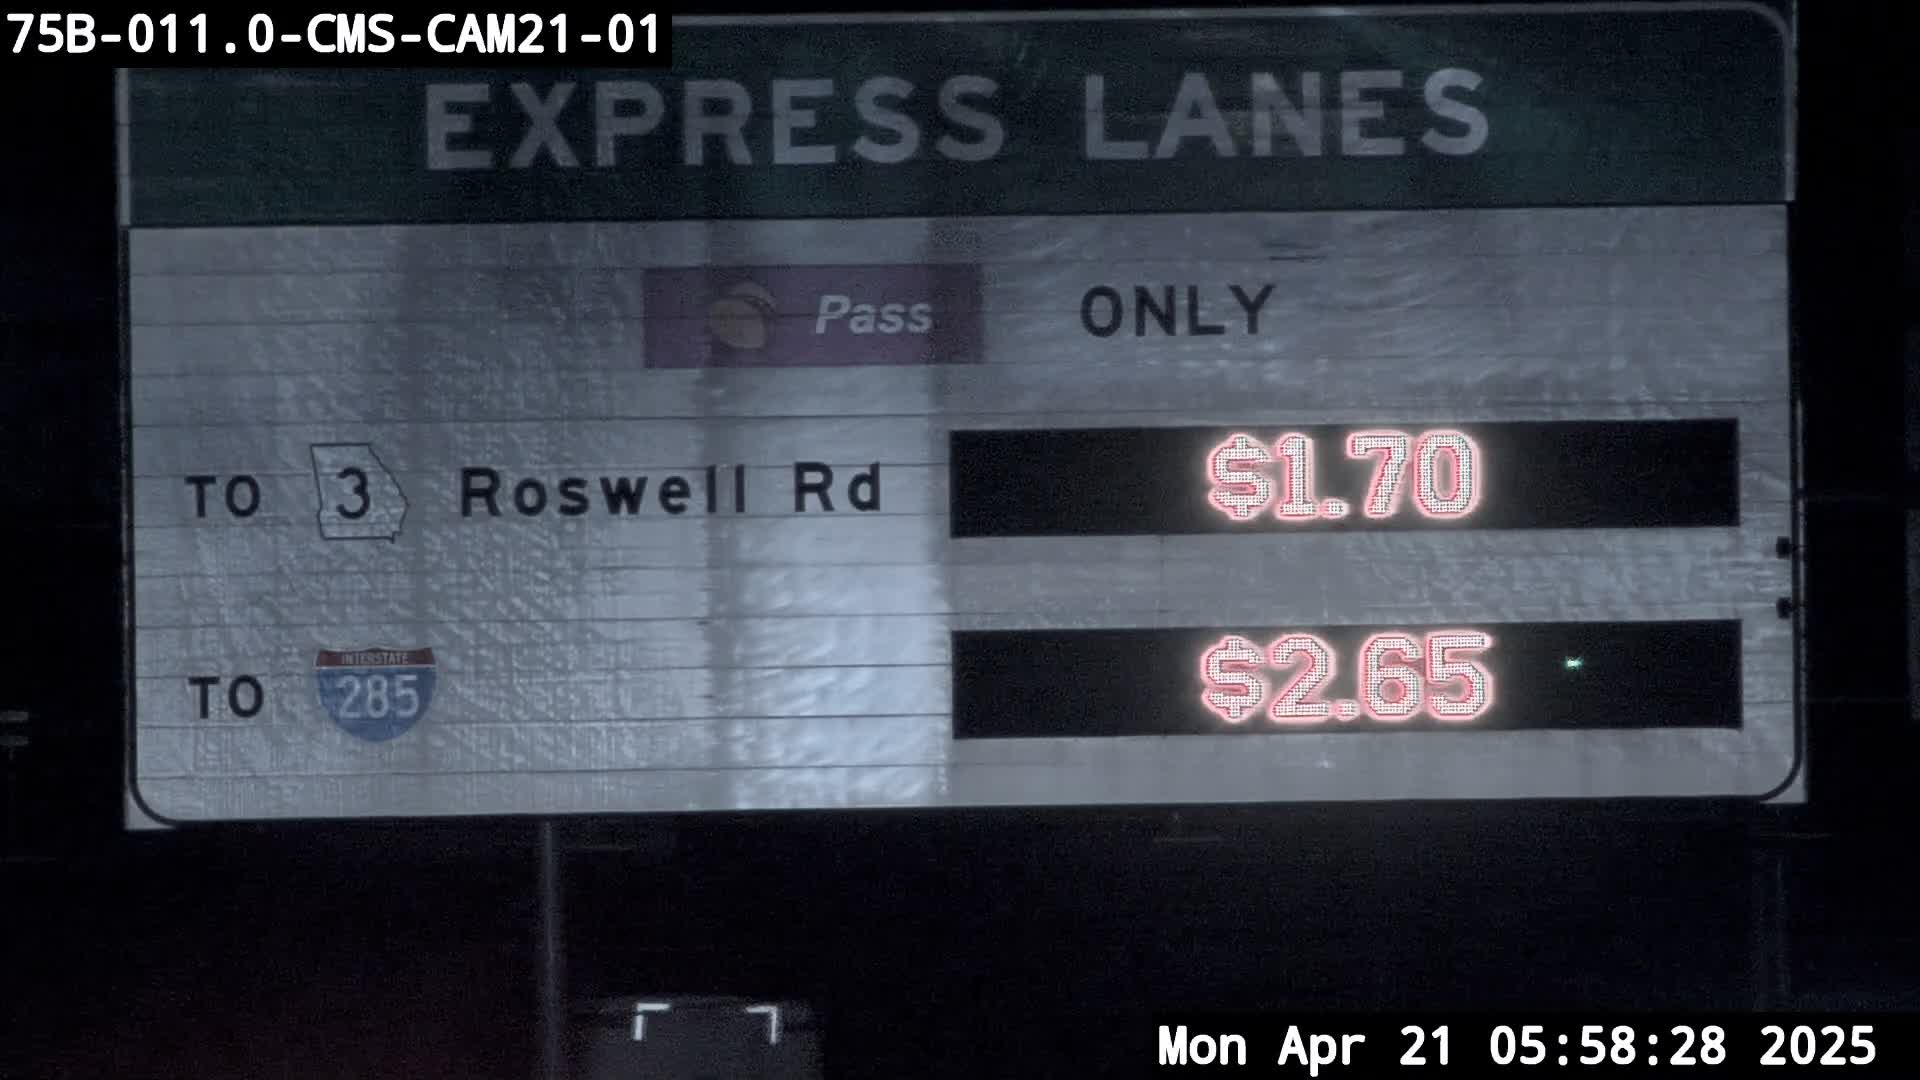 75B-011.0-CMS-CAM21-01
EXPRESS LANES
Pass ONLY
TO 3 Roswell Rd $1.70
INTERSTATE
TO 285 $2.65
Mon Apr 21 05:58:28 2025